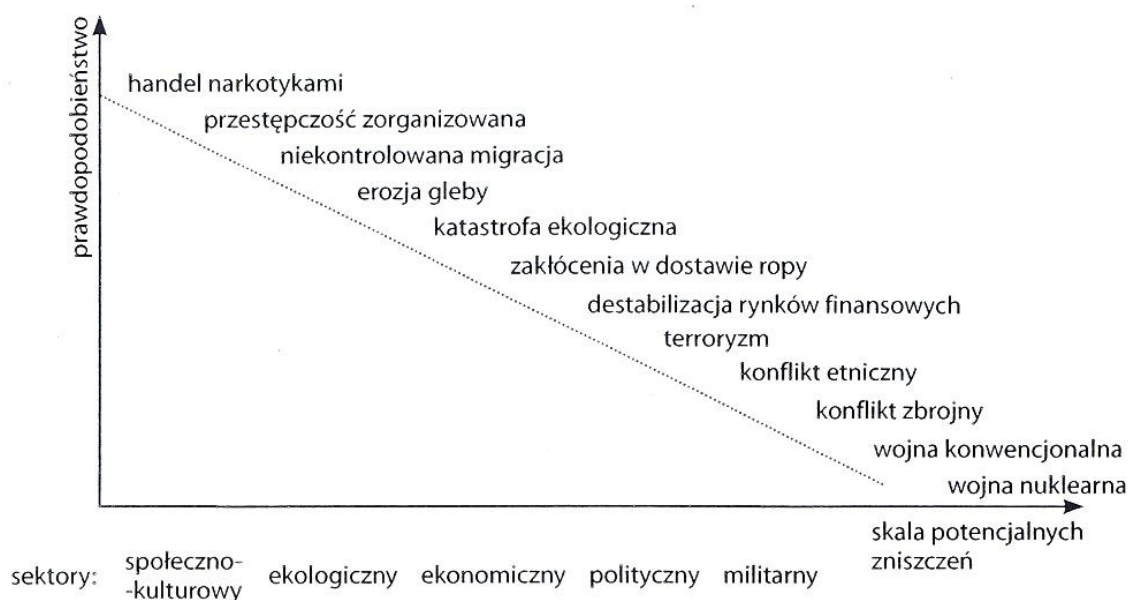 prawdopodobieństwo
handel narkotykami
przestępczość zorganizowana
niekontrolowana migracja
erozja gleby
katastrofa ekologiczna
zakłócenia w dostawie ropy
destabilizacja rynków finansowych
terroryzm
konflikt etniczny
konflikt zbrojny
wojna konwencjonalna
wojna nuklearna
skala potencjalnych
zniszczeń
sektory:
społeczno-
-kulturowy
ekologiczny
ekonomiczny
polityczny
militarny